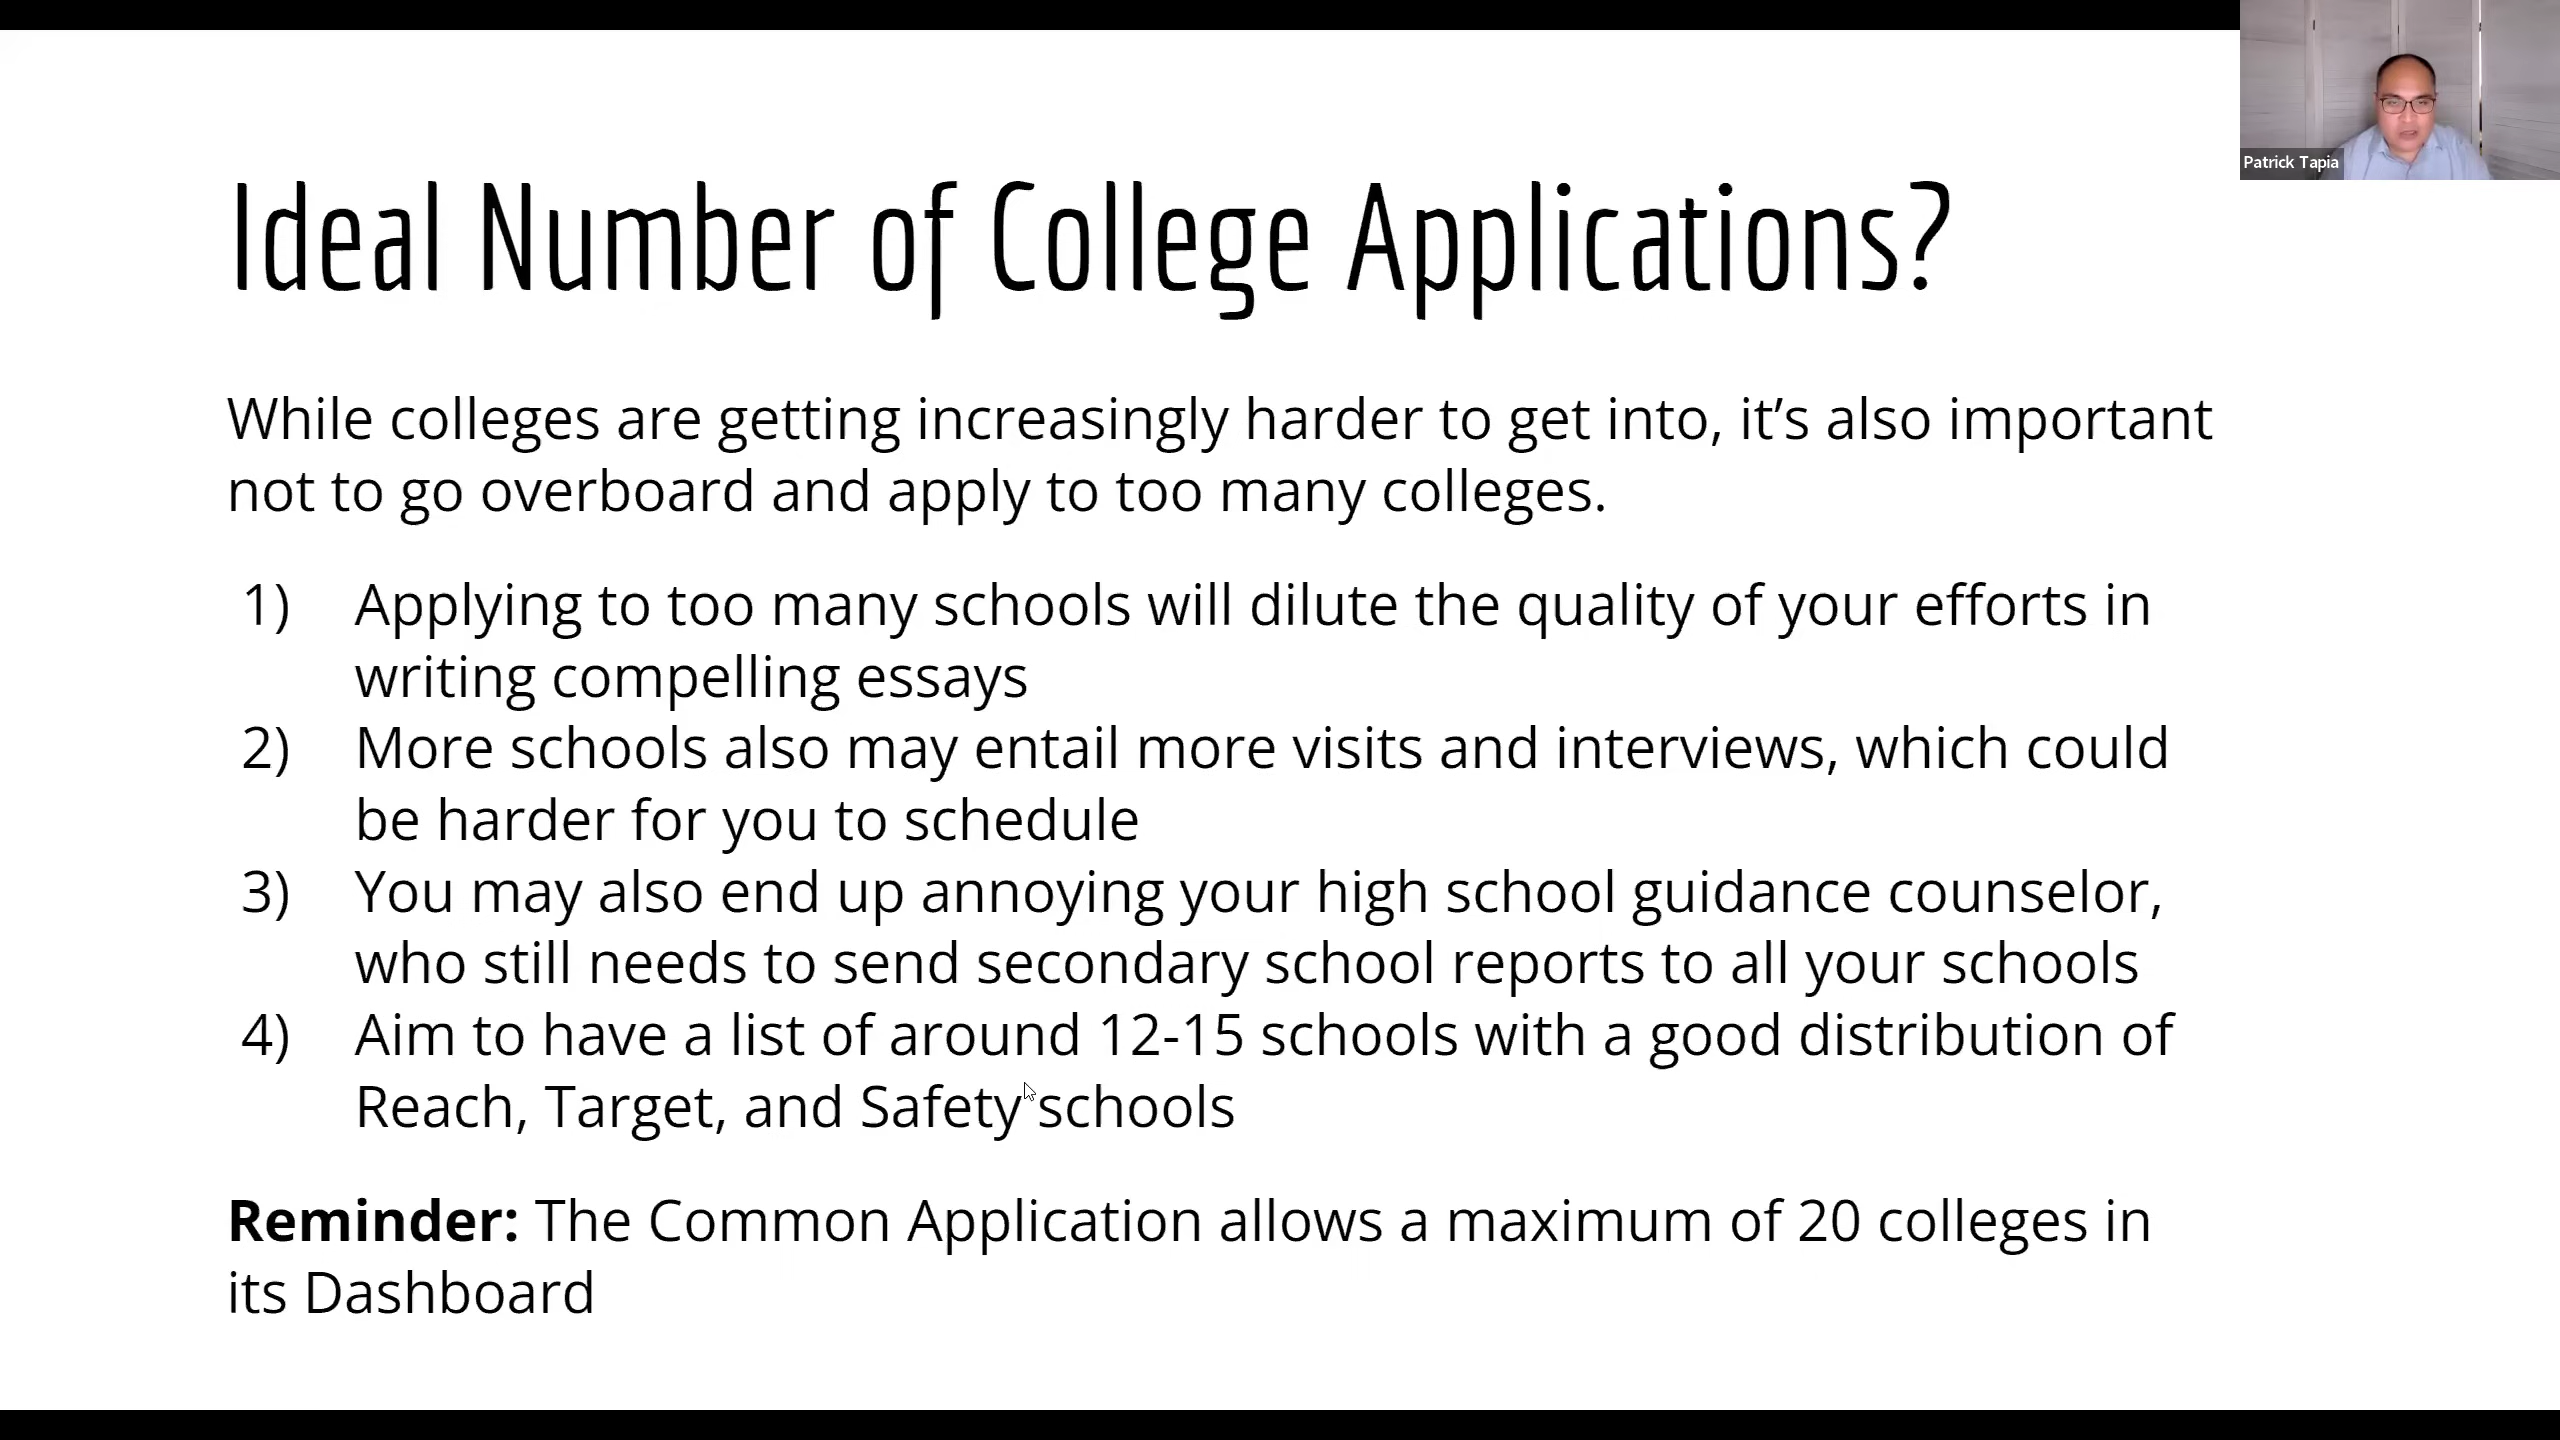 Patrick Tapia
Ideal Number of College Applications?
While colleges are getting increasingly harder to get into, it’s also important
not to go overboard and apply to too many colleges.
1) Applying to too many schools will dilute the quality of your efforts in
writing compelling essays
2) More schools also may entail more visits and interviews, which could
be harder for you to schedule
3) You may also end up annoying your high school guidance counselor,
who still needs to send secondary school reports to all your schools
4) Aim to have a list of around 12-15 schools with a good distribution of
Reach, Target, and Safety schools
Reminder: The Common Application allows a maximum of 20 colleges in
its Dashboard